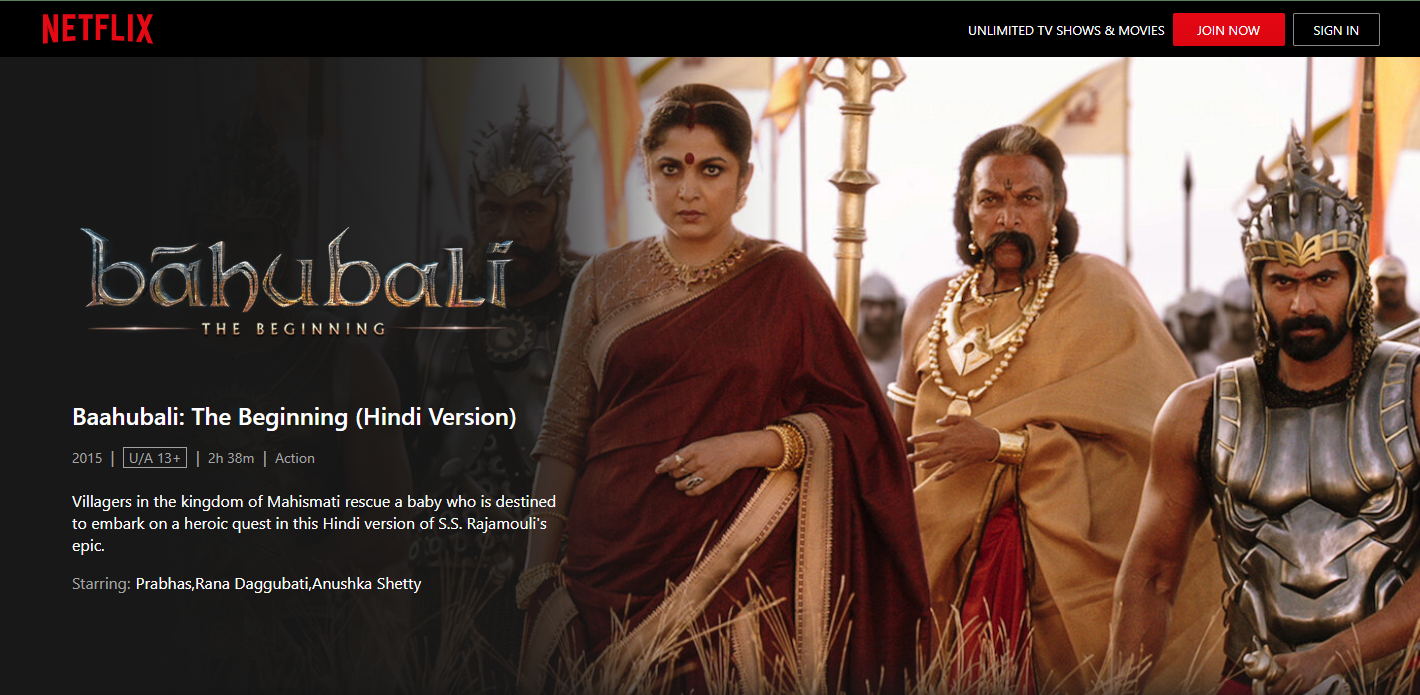 NETFLIX
UNLIMITED TV SHOWS & MOVIES
JOIN NOW
SIGN IN
bāhubalī
THE BEGINNING
Baahubali: The Beginning (Hindi Version)
2015 | U/A 13+ | 2h 38m | Action
Villagers in the kingdom of Mahismati rescue a baby who is destined
to embark on a heroic quest in this Hindi version of S.S. Rajamouli's
epic.
Starring: Prabhas,Rana Daggubati,Anushka Shetty